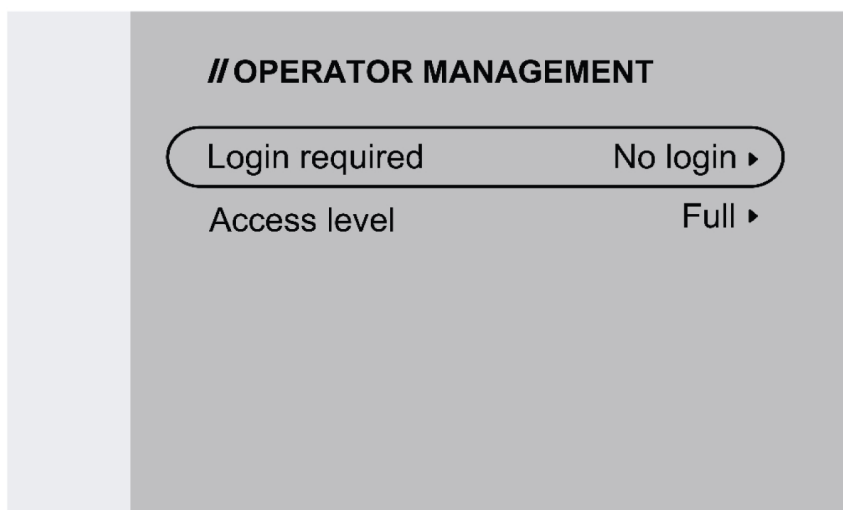 // OPERATOR MANAGEMENT
Login required No login ▸
Access level Full ▸